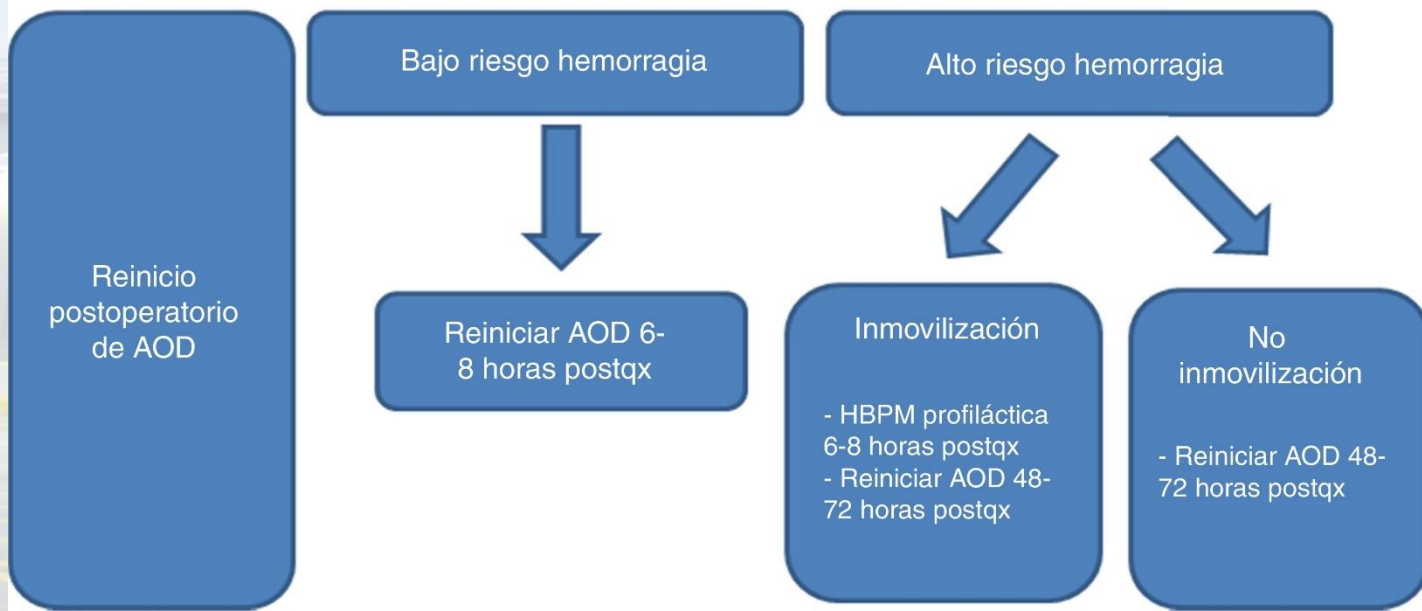 Reinicio
postoperatorio
de AOD
Bajo riesgo hemorragia
Reiniciar AOD 6-
8 horas postqx
Alto riesgo hemorragia
Inmovilización
- HBPM profiláctica
6-8 horas postqx
- Reiniciar AOD 48-
72 horas postqx
No
inmovilización
- Reiniciar AOD 48-
72 horas postqx